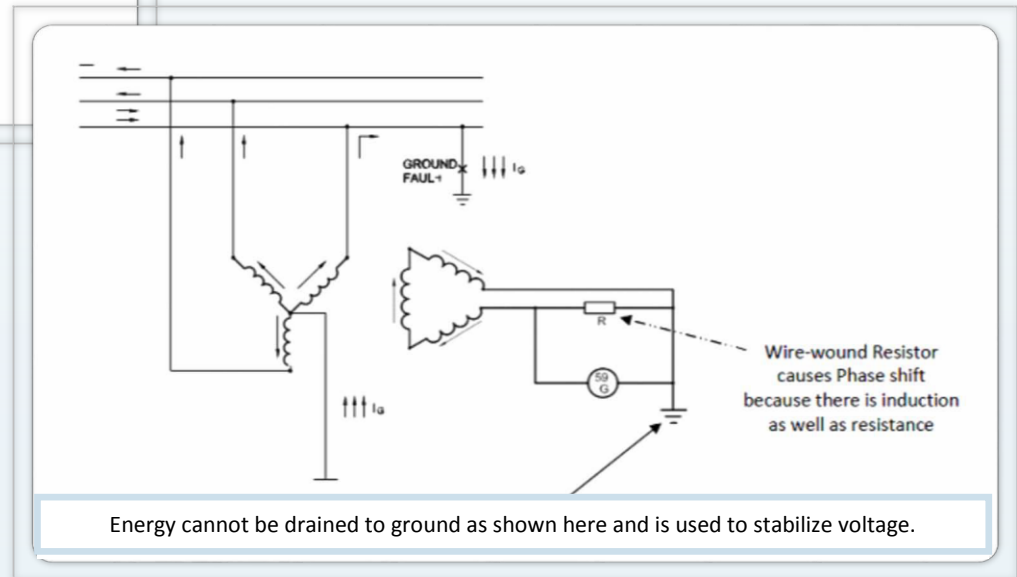 GROUND
FAUL
IG
R
59
G
Wire-wound Resistor
causes Phase shift
because there is induction
as well as resistance
IG
Energy cannot be drained to ground as shown here and is used to stabilize voltage.